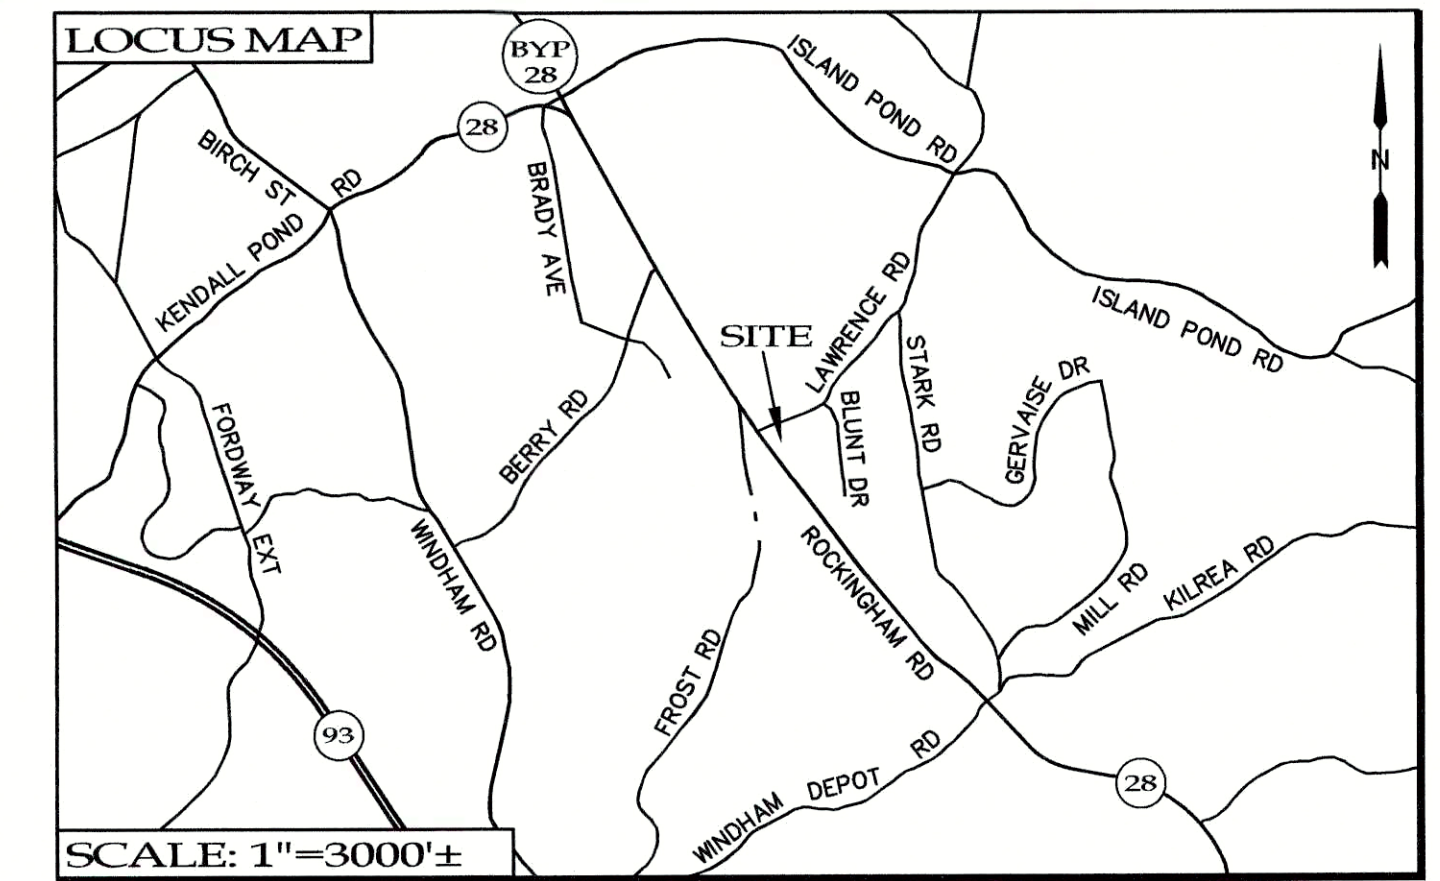 LOCUS MAP
BYP
28
28
ISLAND POND RD
BIRCH ST
KENDALL POND RD
BRADY AVE
N
LAWRENCE RD
ISLAND POND RD
SITE
STARK RD
GERVAISE DR
BLUNT DR
BERRY RD
FORDWAY EXT
WINDHAM RD
ROCKINGHAM RD
MILL RD
KILREA RD
FROST RD
93
WINDHAM DEPOT RD
28
SCALE: 1"=3000'±